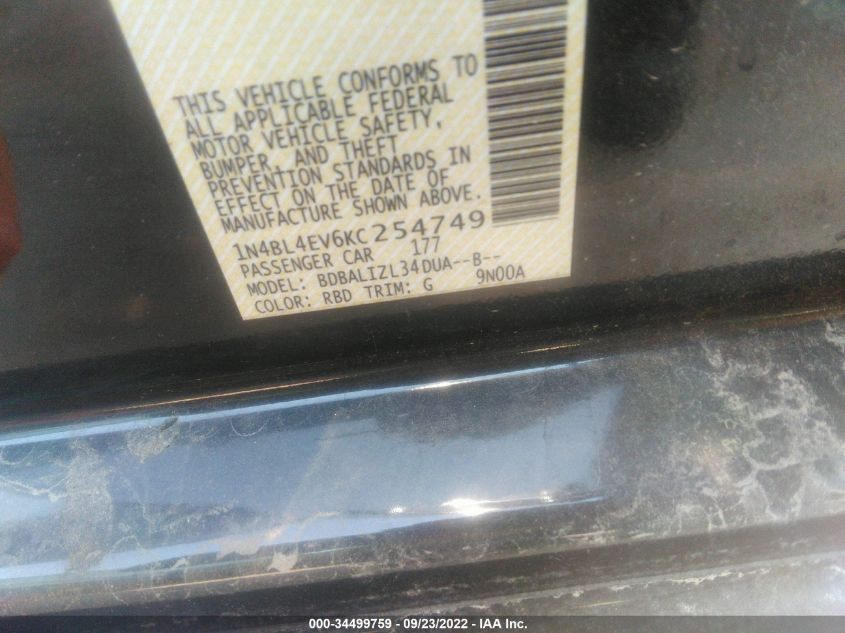 THIS VEHICLE CONFORMS TO
ALL APPLICABLE FEDERAL
MOTOR VEHICLE SAFETY,
BUMPER, AND THEFT
PREVENTION STANDARDS IN
EFFECT ON THE DATE OF
MANUFACTURE SHOWN ABOVE.
1N4BL4EV6KC254749
PASSENGER CAR 177
MODEL: BDBALIZL34DUA--B--
COLOR: RBD TRIM: G 9N00A
000-34499759 - 09/23/2022 - IAA Inc.